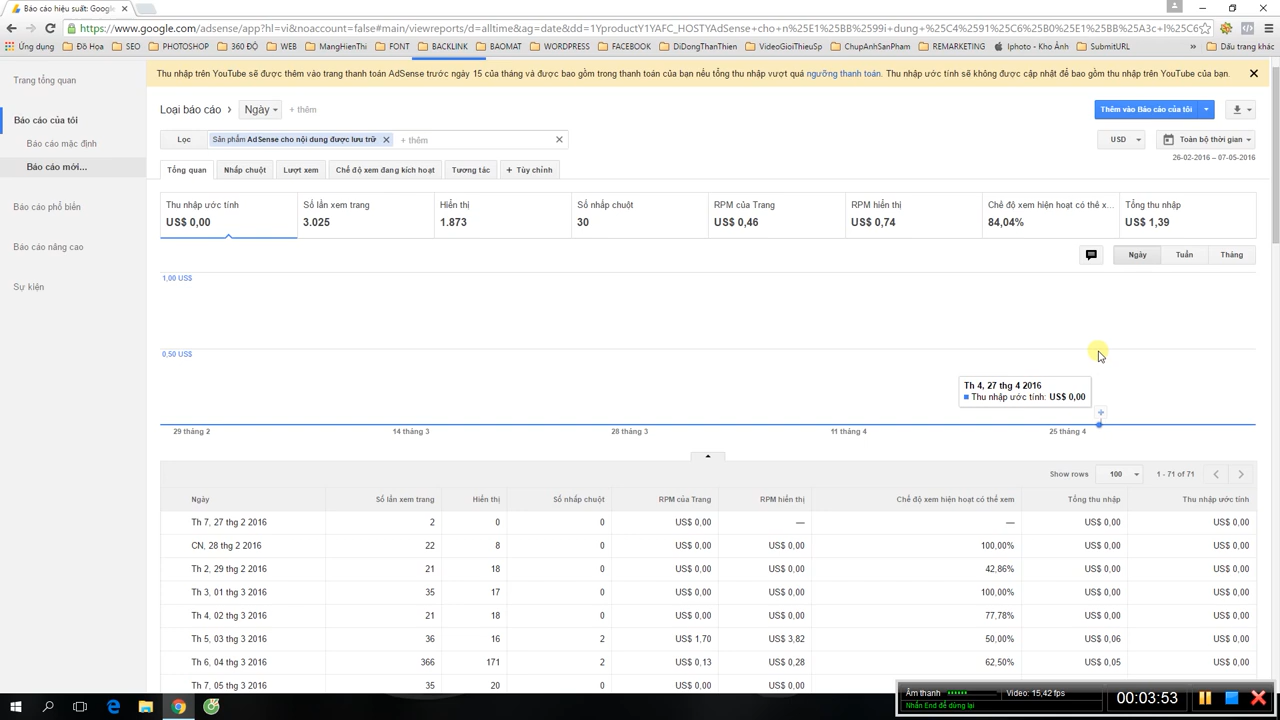 Báo cáo hiệu suất: Google
https://www.google.com/adsense/app?hl=vi&noaccount=false#main/viewreports/d=alltime&ag=date&dd=1YproductY1YAFC_HOSTYAdSense+cho+n%25E1%25BB%2599i+dung+%25C4%2591%25C6%25B0%25E1%25BB%25A3c+l%25C6
Ứng dụng Đồ Họa SEO PHOTOSHOP 360 ĐỘ WEB MangHienThi FONT BACKLINK BAOMAT WORDPRESS FACEBOOK DiDongThanThien VideoGioiThieuSp ChupAnhSanPham REMARKETING Iphoto - Kho Ảnh SubmitURL » Dấu trang khác
Thu nhập trên YouTube sẽ được thêm vào trang thanh toán AdSense trước ngày 15 của tháng và được bao gồm trong thanh toán của bạn nếu tổng thu nhập vượt quá ngưỡng thanh toán. Thu nhập ước tính sẽ không được cập nhật để bao gồm thu nhập trên YouTube của bạn.
Trang tổng quan
Báo cáo của tôi
Báo cáo mặc định
Báo cáo mới...
Báo cáo phổ biến
Báo cáo nâng cao
Sự kiện
Loại báo cáo › Ngày + thêm
Thêm vào Báo cáo của tôi
Lọc Sản phẩm AdSense cho nội dung được lưu trữ + thêm
USD Toàn bộ thời gian
26-02-2016 – 07-05-2016
Tổng quan Nhấp chuột Lượt xem Chế độ xem đang kích hoạt Tương tác + Tùy chỉnh
Thu nhập ước tính Số lần xem trang Hiển thị Số nhấp chuột RPM của Trang RPM hiển thị Chế độ xem hiện hoạt có thể x... Tổng thu nhập
US$ 0,00 3.025 1.873 30 US$ 0,46 US$ 0,74 84,04% US$ 1,39
Ngày Tuần Tháng
1,00 US$
0,50 US$
Th 4, 27 thg 4 2016
Thu nhập ước tính: US$ 0,00
29 tháng 2 14 tháng 3 28 tháng 3 11 tháng 4 25 tháng 4
Show rows 100 1 - 71 of 71
Ngày Số lần xem trang Hiển thị Số nhấp chuột RPM của Trang RPM hiển thị Chế độ xem hiện hoạt có thể xem Tổng thu nhập Thu nhập ước tính
Th 7, 27 thg 2 2016 2 0 0 US$ 0,00 — — US$ 0,00 US$ 0,00
CN, 28 thg 2 2016 22 8 0 US$ 0,00 US$ 0,00 100,00% US$ 0,00 US$ 0,00
Th 2, 29 thg 2 2016 21 18 0 US$ 0,00 US$ 0,00 42,86% US$ 0,00 US$ 0,00
Th 3, 01 thg 3 2016 35 17 0 US$ 0,00 US$ 0,00 100,00% US$ 0,00 US$ 0,00
Th 4, 02 thg 3 2016 21 18 0 US$ 0,00 US$ 0,00 77,78% US$ 0,00 US$ 0,00
Th 5, 03 thg 3 2016 36 16 2 US$ 1,70 US$ 3,82 50,00% US$ 0,06 US$ 0,00
Th 6, 04 thg 3 2016 366 171 2 US$ 0,13 US$ 0,28 62,50% US$ 0,05 US$ 0,00
Th 7, 05 thg 3 2016 35 20 0 US$ 0,00 US$ 0,00
Âm thanh Video: 15,42 fps 00:03:53
Nhấn End để dừng lại